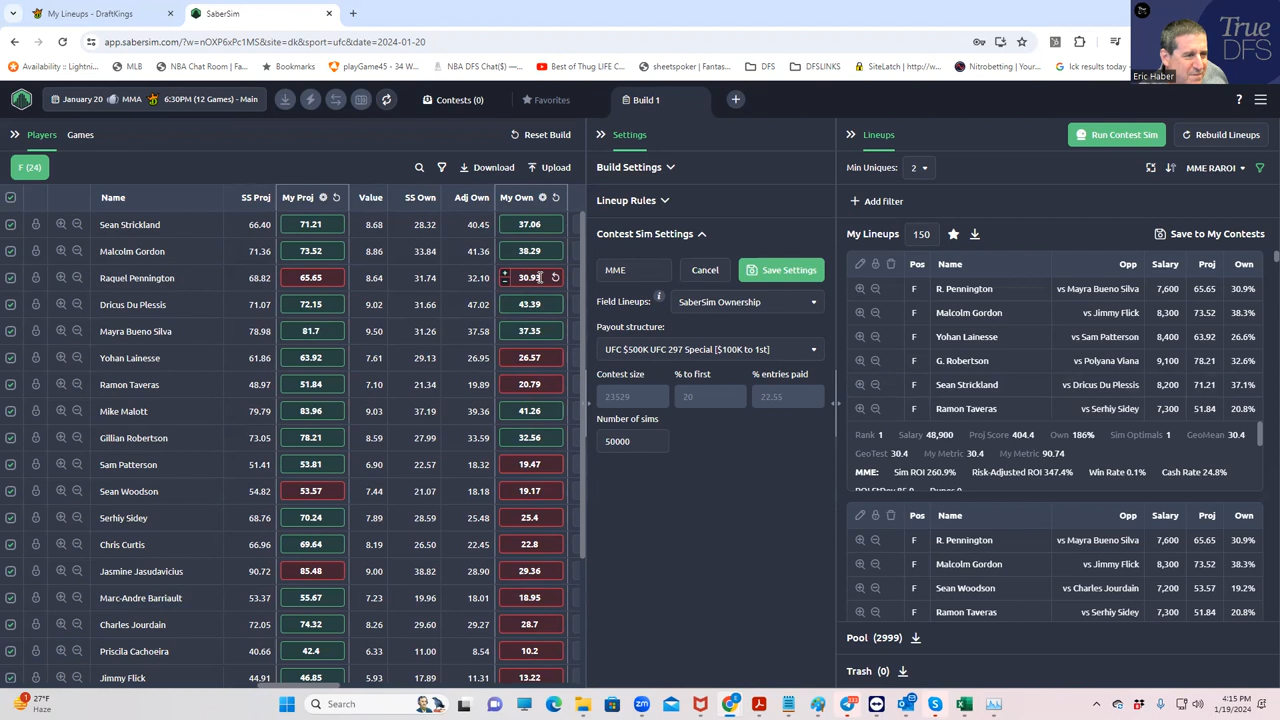 My Lineups - DraftKings
SaberSim
app.sabersim.com/?w=nOXP6xPc1MS&site=dk&sport=ufc&date=2024-01-20
Availability :: Lightni...
MLB
NBA Chat Room | Fa...
Bookmarks
playGame45 - 34 W...
NBA DFS Chat($)
Best of Thug LIFE C...
sheetspoker | Fanta...
DFS
DFSLINKS
SiteLatch | http://w...
Nitrobetting | Your...
lck results today
True
DFS
Eric Haber
January 20
MMA
6:30PM (12 Games) - Main
Contests (0)
Favorites
Build 1
Players
Games
Reset Build
F (24)
Download
Upload
Name SS Proj My Proj Value SS Own Adj Own My Own
Sean Strickland 66.40 71.21 8.68 28.32 40.45 37.06
Malcolm Gordon 71.36 73.52 8.86 33.84 41.36 38.29
Raquel Pennington 68.82 65.65 8.64 31.74 32.10 30.93
Dricus Du Plessis 71.07 72.15 9.02 31.66 47.02 43.39
Mayra Bueno Silva 78.98 81.7 9.50 31.26 37.58 37.35
Yohan Lainesse 61.86 63.92 7.61 29.13 26.95 26.57
Ramon Taveras 48.97 51.84 7.10 21.34 19.89 20.79
Mike Malott 79.79 83.96 9.03 37.19 39.36 41.26
Gillian Robertson 73.05 78.21 8.59 27.99 33.59 32.56
Sam Patterson 51.41 53.81 6.90 22.57 18.32 19.47
Sean Woodson 54.82 53.57 7.44 21.07 18.18 19.17
Serhiy Sidey 68.76 70.24 7.89 28.59 25.48 25.4
Chris Curtis 66.96 69.64 8.19 26.50 22.45 22.8
Jasmine Jasudavicius 90.72 85.48 9.00 38.82 28.90 29.36
Marc-Andre Barriault 53.37 55.67 7.23 19.96 18.01 18.95
Charles Jourdain 72.05 74.32 8.26 29.60 29.27 28.7
Priscila Cachoeira 40.66 42.4 6.33 11.00 8.54 10.2
Jimmy Flick 44.91 46.85 5.93 17.89 11.31 13.22
Settings
Build Settings
Lineup Rules
Contest Sim Settings
MME
Cancel
Save Settings
Field Lineups:
SaberSim Ownership
Payout structure:
UFC $500K UFC 297 Special [$100K to 1st]
Contest size % to first % entries paid
23529 20 22.55
Number of sims
50000
Lineups
Run Contest Sim
Rebuild Lineups
Min Uniques: 2
MME RAROI
Add filter
My Lineups 150
Save to My Contests
Pos Name Opp Salary Proj Own
F R. Pennington vs Mayra Bueno Silva 7,600 65.65 30.9%
F Malcolm Gordon vs Jimmy Flick 8,300 73.52 38.3%
F Yohan Lainesse vs Sam Patterson 8,400 63.92 26.6%
F G. Robertson vs Polyana Viana 9,100 78.21 32.6%
F Sean Strickland vs Dricus Du Plessis 8,200 71.21 37.1%
F Ramon Taveras vs Serhiy Sidey 7,300 51.84 20.8%
Rank 1 Salary 48,900 Proj Score 404.4 Own 186% Sim Optimals 1 GeoMean 30.4
GeoTest 30.4 My Metric 30.4 My Metric 90.74
MME: Sim ROI 260.9% Risk-Adjusted ROI 347.4% Win Rate 0.1% Cash Rate 24.8%
Pos Name Opp Salary Proj Own
F R. Pennington vs Mayra Bueno Silva 7,600 65.65 30.9%
F Malcolm Gordon vs Jimmy Flick 8,300 73.52 38.3%
F Sean Woodson vs Charles Jourdain 7,200 53.57 19.2%
F Ramon Taveras vs Serhiy Sidey 7,300 51.84 20.8%
Pool (2999)
Trash (0)
27°F
Haze
Search
4:15 PM
1/19/2024